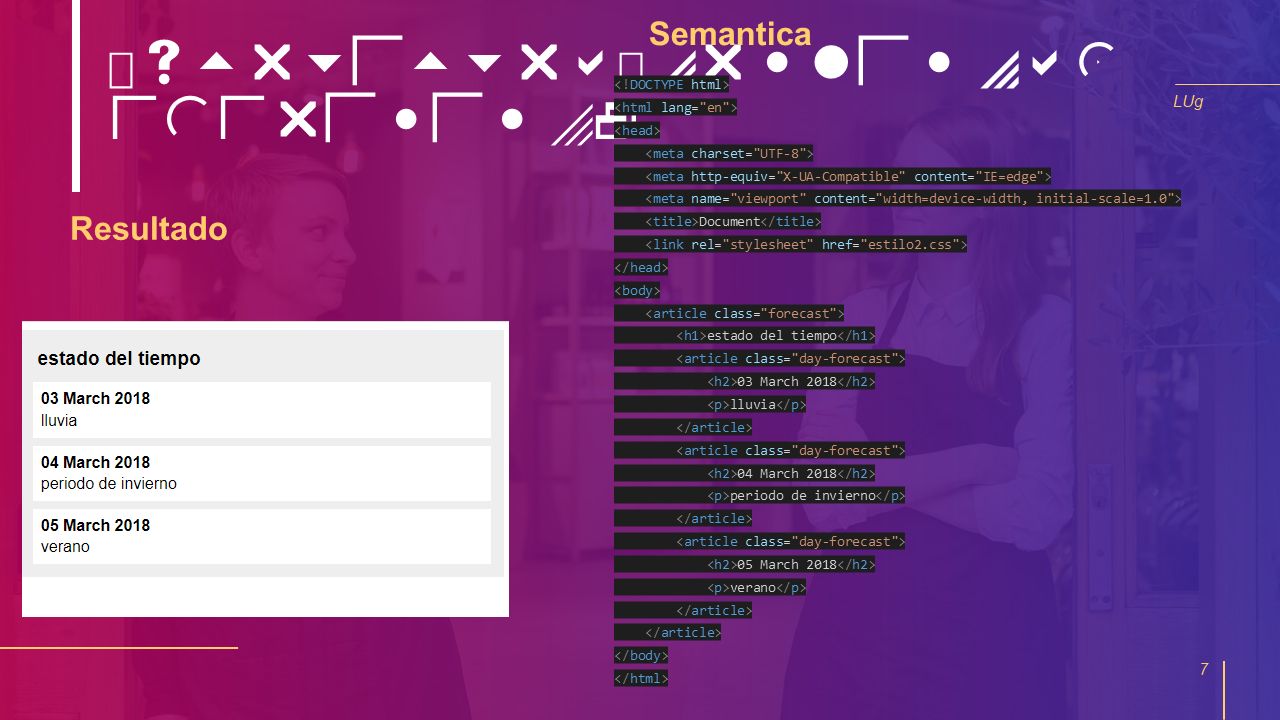 Semantica
LUg
Resultado
estado del tiempo
03 March 2018
lluvia
04 March 2018
periodo de invierno
05 March 2018
verano
<!DOCTYPE html>
<html lang="en">
<head>
    <meta charset="UTF-8">
    <meta http-equiv="X-UA-Compatible" content="IE=edge">
    <meta name="viewport" content="width=device-width, initial-scale=1.0">
    <title>Document</title>
    <link rel="stylesheet" href="estilo2.css">
</head>
<body>
    <article class="forecast">
        <h1>estado del tiempo</h1>
        <article class="day-forecast">
            <h2>03 March 2018</h2>
            <p>lluvia</p>
        </article>
        <article class="day-forecast">
            <h2>04 March 2018</h2>
            <p>periodo de invierno</p>
        </article>
        <article class="day-forecast">
            <h2>05 March 2018</h2>
            <p>verano</p>
        </article>
    </article>
</body>
</html>
7